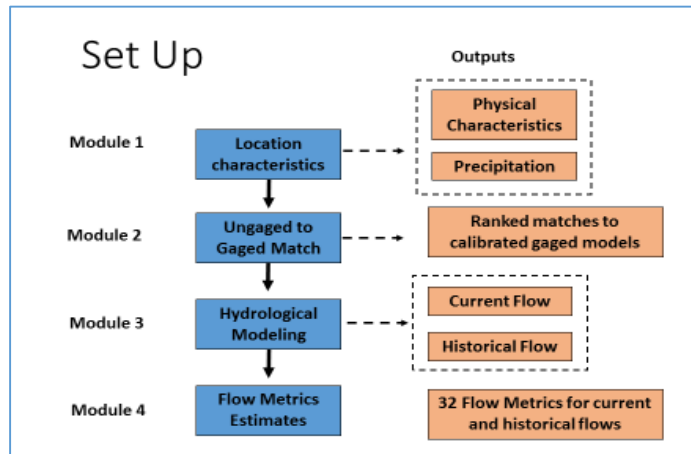 Set Up
Outputs
Module 1
Location
characteristics
Physical
Characteristics
Precipitation
Module 2
Ungaged to
Gaged Match
Ranked matches to
calibrated gaged models
Module 3
Hydrological
Modeling
Current Flow
Historical Flow
Module 4
Flow Metrics
Estimates
32 Flow Metrics for current
and historical flows